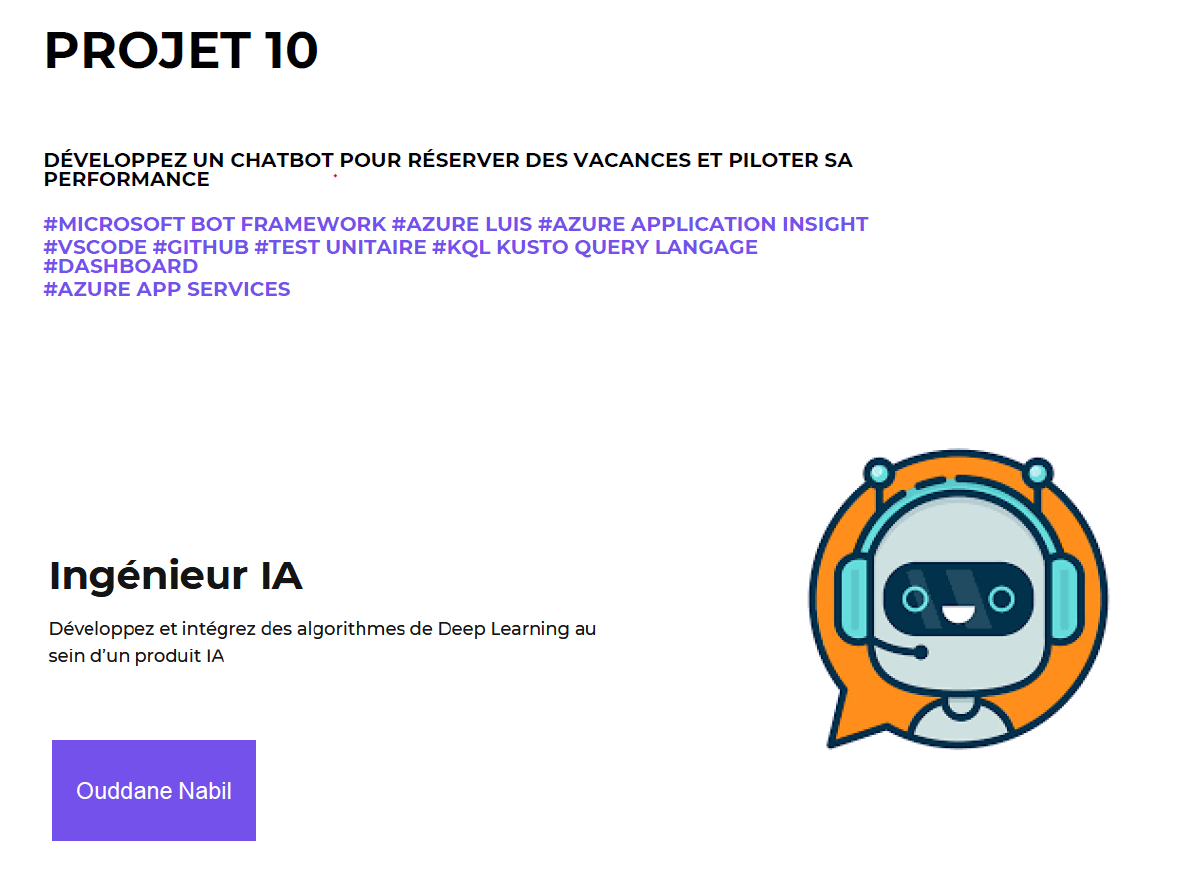 PROJET 10
DÉVELOPPEZ UN CHATBOT POUR RÉSERVER DES VACANCES ET PILOTER SA
PERFORMANCE
#MICROSOFT BOT FRAMEWORK #AZURE LUIS #AZURE APPLICATION INSIGHT
#VSCODE #GITHUB #TEST UNITAIRE #KQL KUSTO QUERY LANGAGE
#DASHBOARD
#AZURE APP SERVICES
Ingénieur IA
Développez et intégrez des algorithmes de Deep Learning au
sein d’un produit IA
Ouddane Nabil